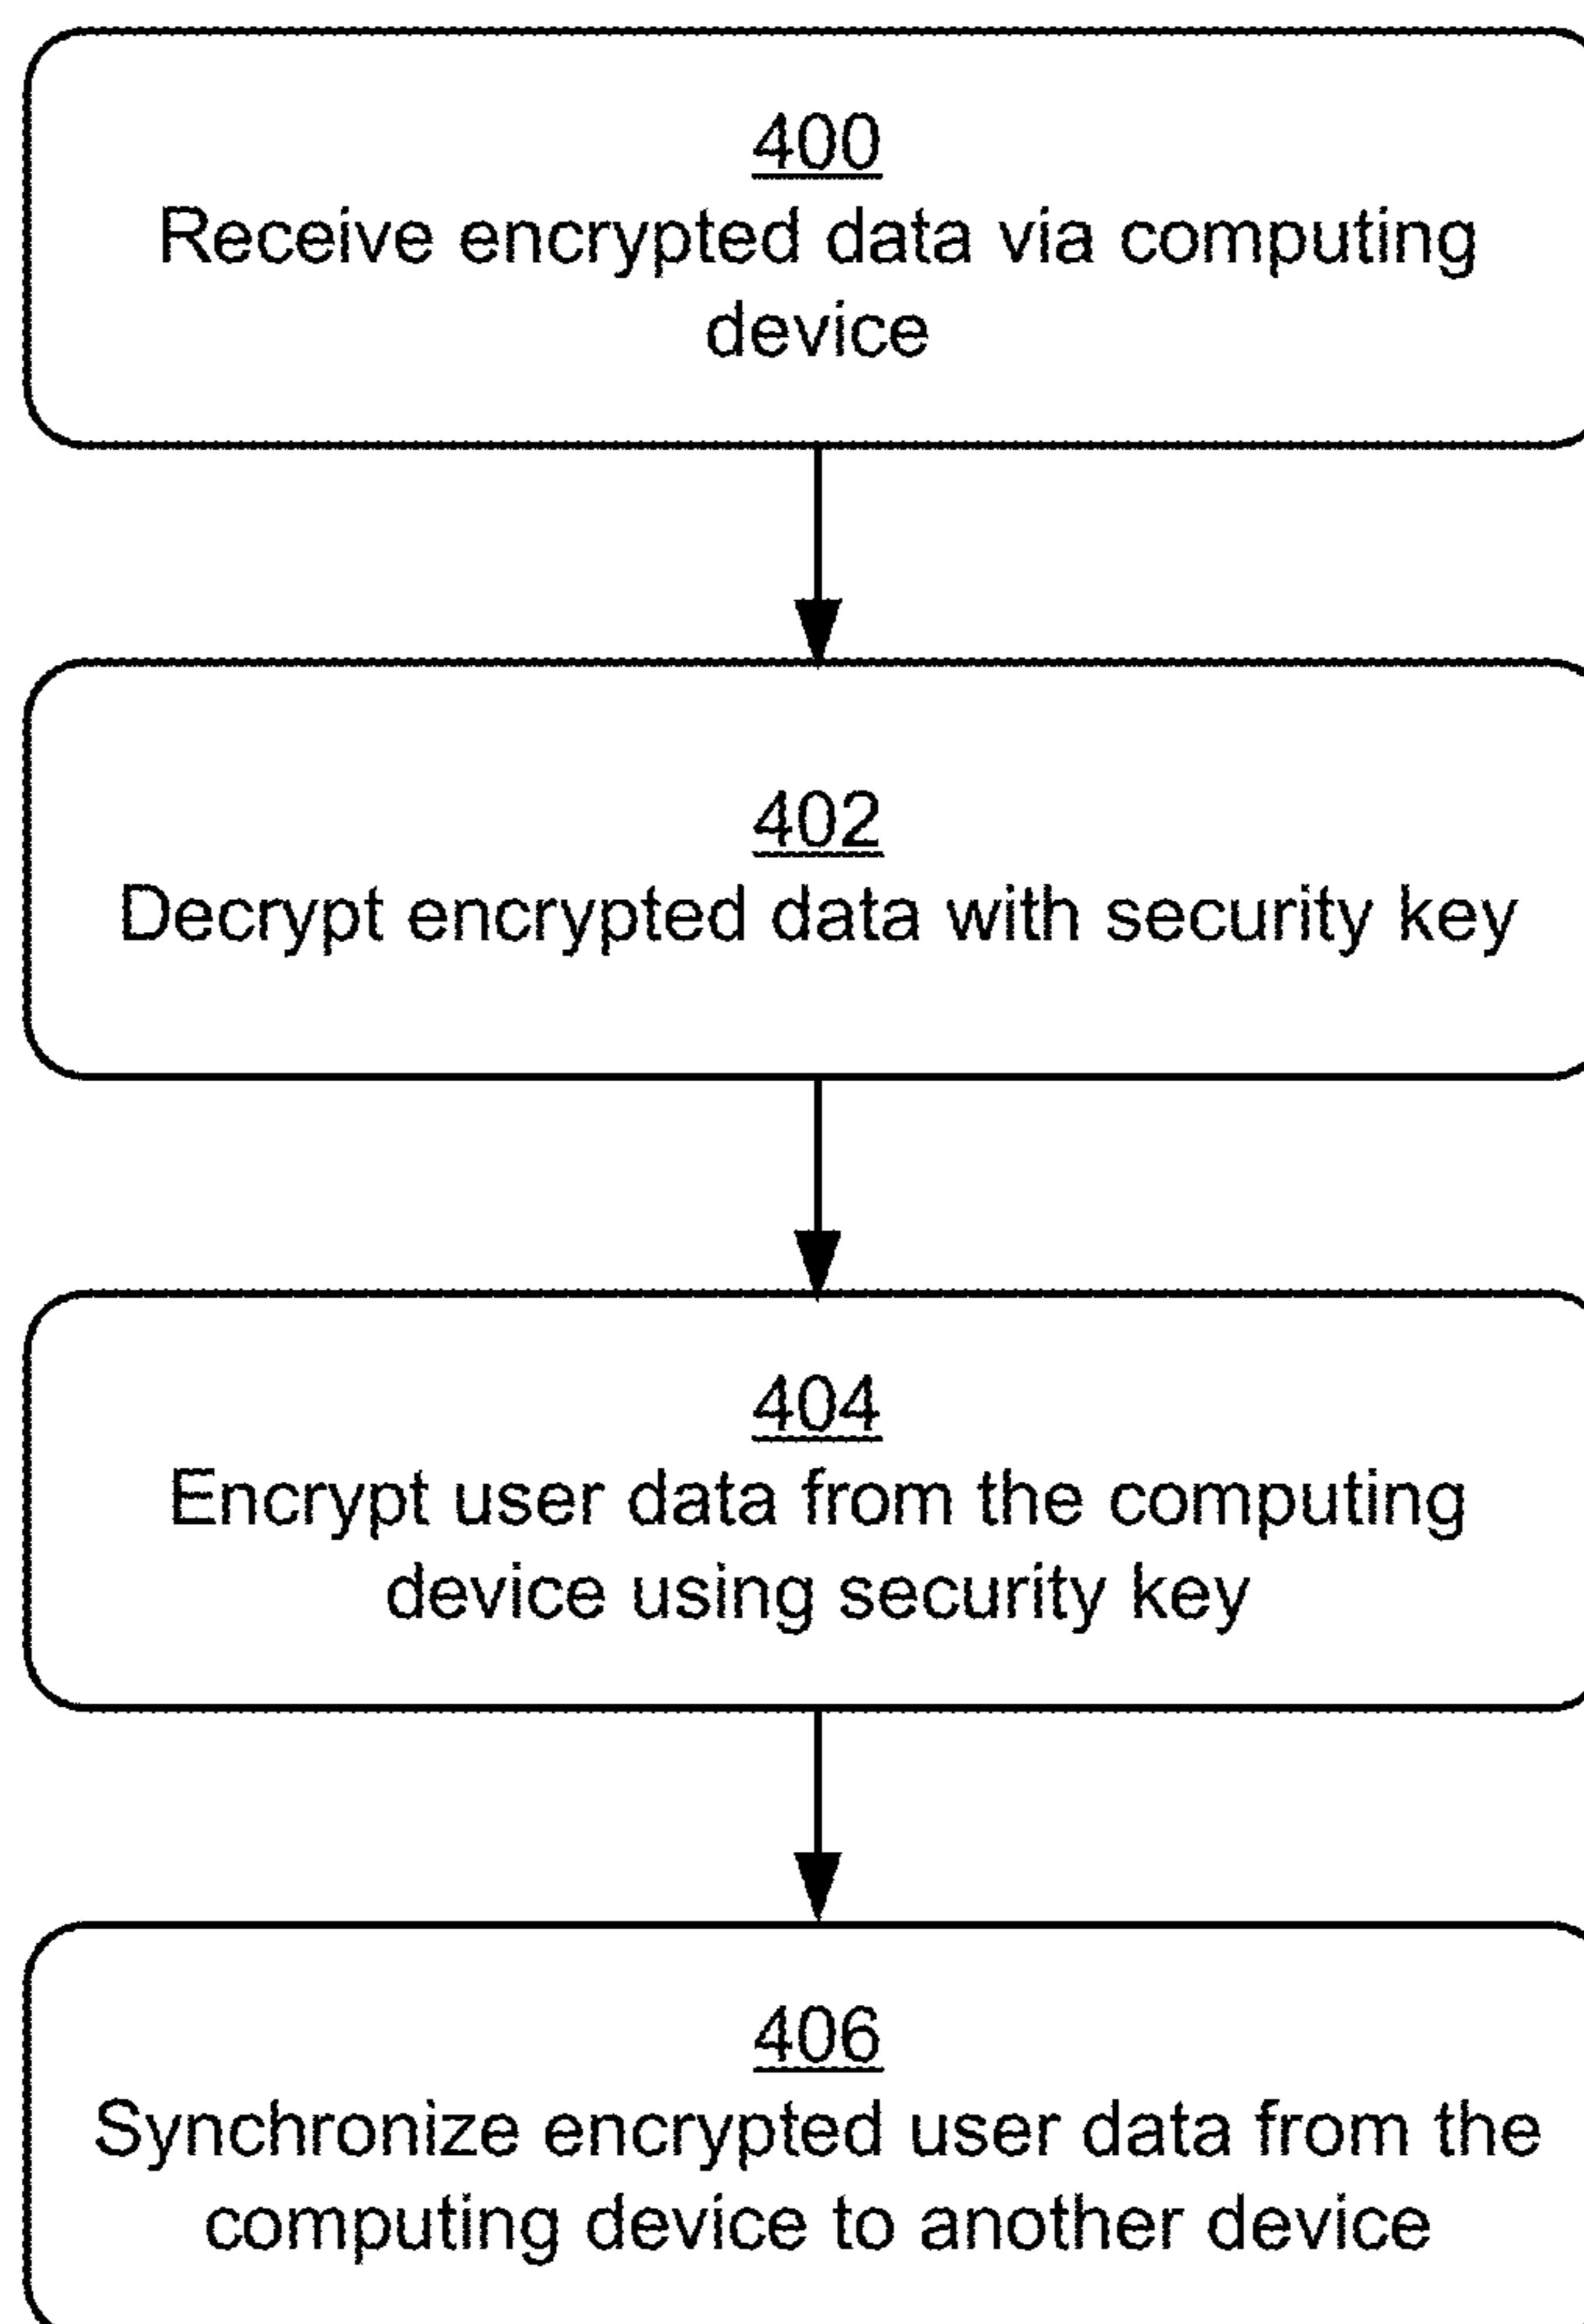 400
Receive encrypted data via computing
device
402
Decrypt encrypted data with security key
404
Encrypt user data from the computing
device using security key
406
Synchronize encrypted user data from the
computing device to another device